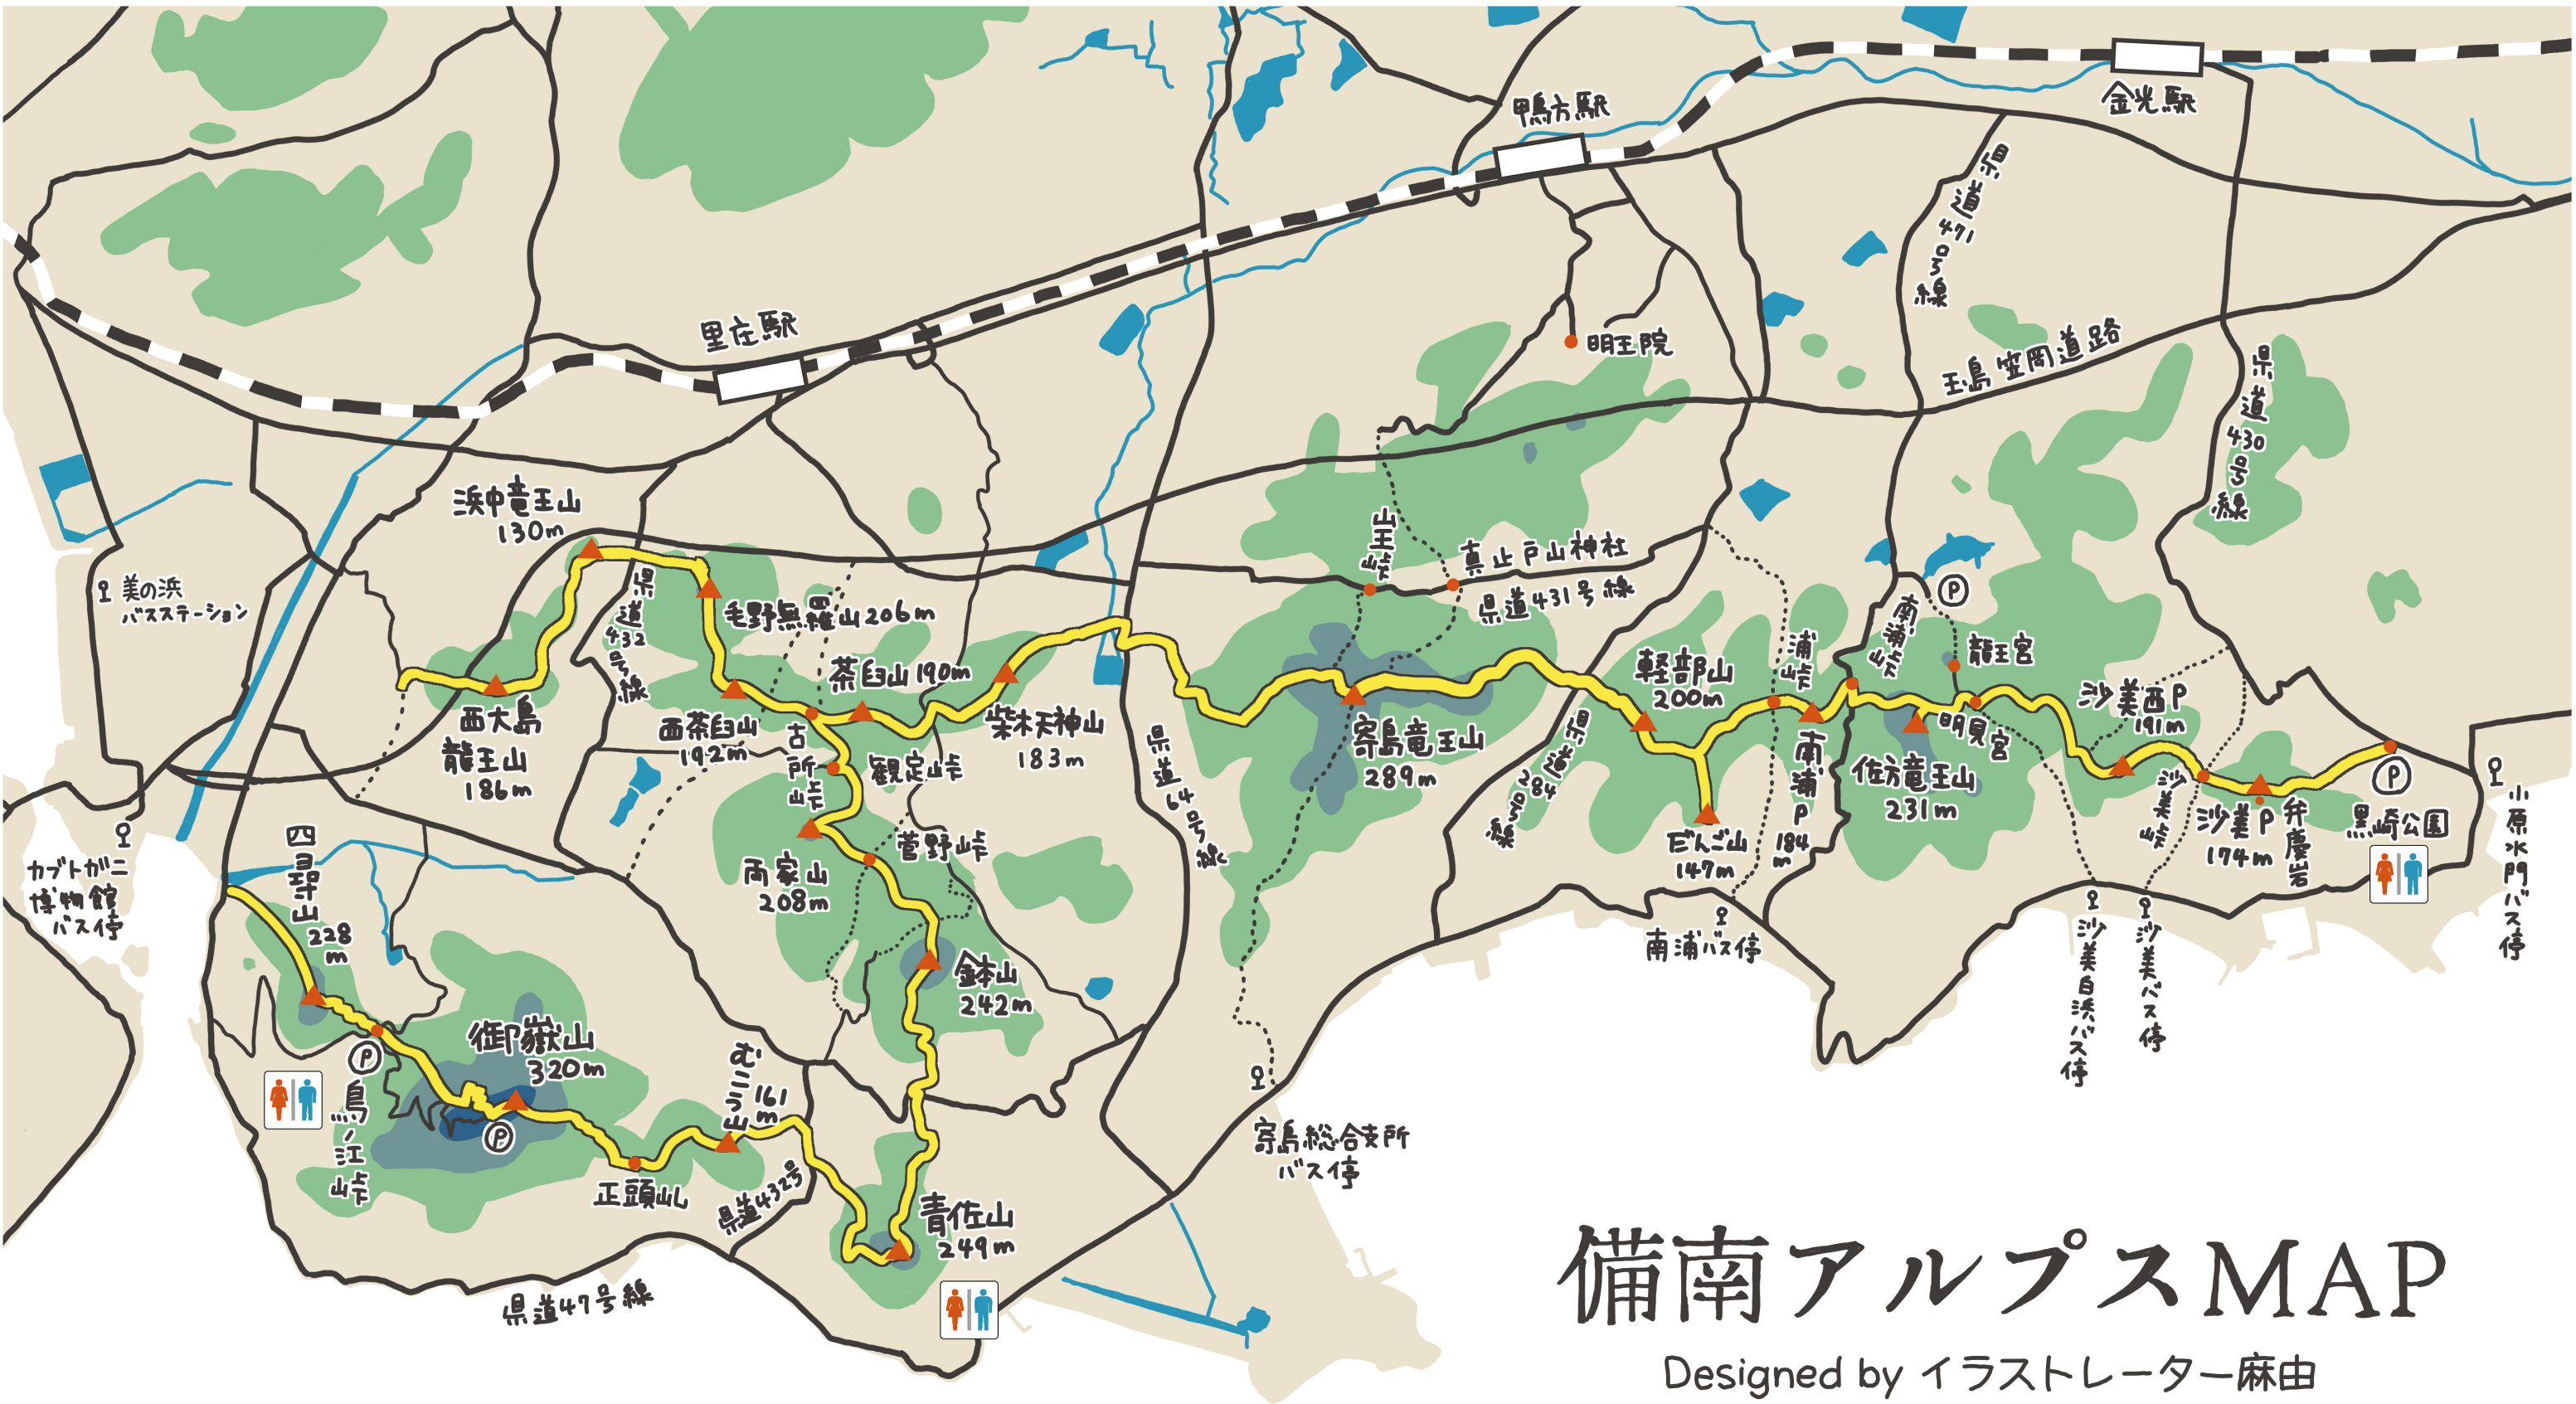 金光駅
鴨方駅
県道471号線
里庄駅
明王院
玉島笠岡道路
県道430号線
浜中竜王山
130m
山王峠
真止戸山神社
県道431号線
美の浜
バスステーション
県道432号線
毛野無羅山206m
P
南浦峠
龍王宮
浦峠
茶臼山190m
軽部山
200m
沙美西P
191m
西大島
龍王山
186m
西茶臼山
192m
古所峠
観定峠
柴木天神山
183m
県道64号線
寄島竜王山
289m
県道284号線
南浦P
184m
明見宮
佐方竜王山
231m
沙美峠
沙美P
174m
弁慶岩
P
黒崎公園
小原水門バス停
カブトガニ
博物館
バス停
四ヨ聖山
228m
両家山
208m
菅野峠
だんご山
147m
南浦バス停
沙美白浜バス停
沙美バス停
鉢山
242m
御嶽山
320m
P
P
鳥ノ江峠
むこう山
161m
正頭山
県道432号
青佐山
249m
寄島総合支所
バス停
県道47号線
備南アルプスMAP
Designed by イラストレーター麻由